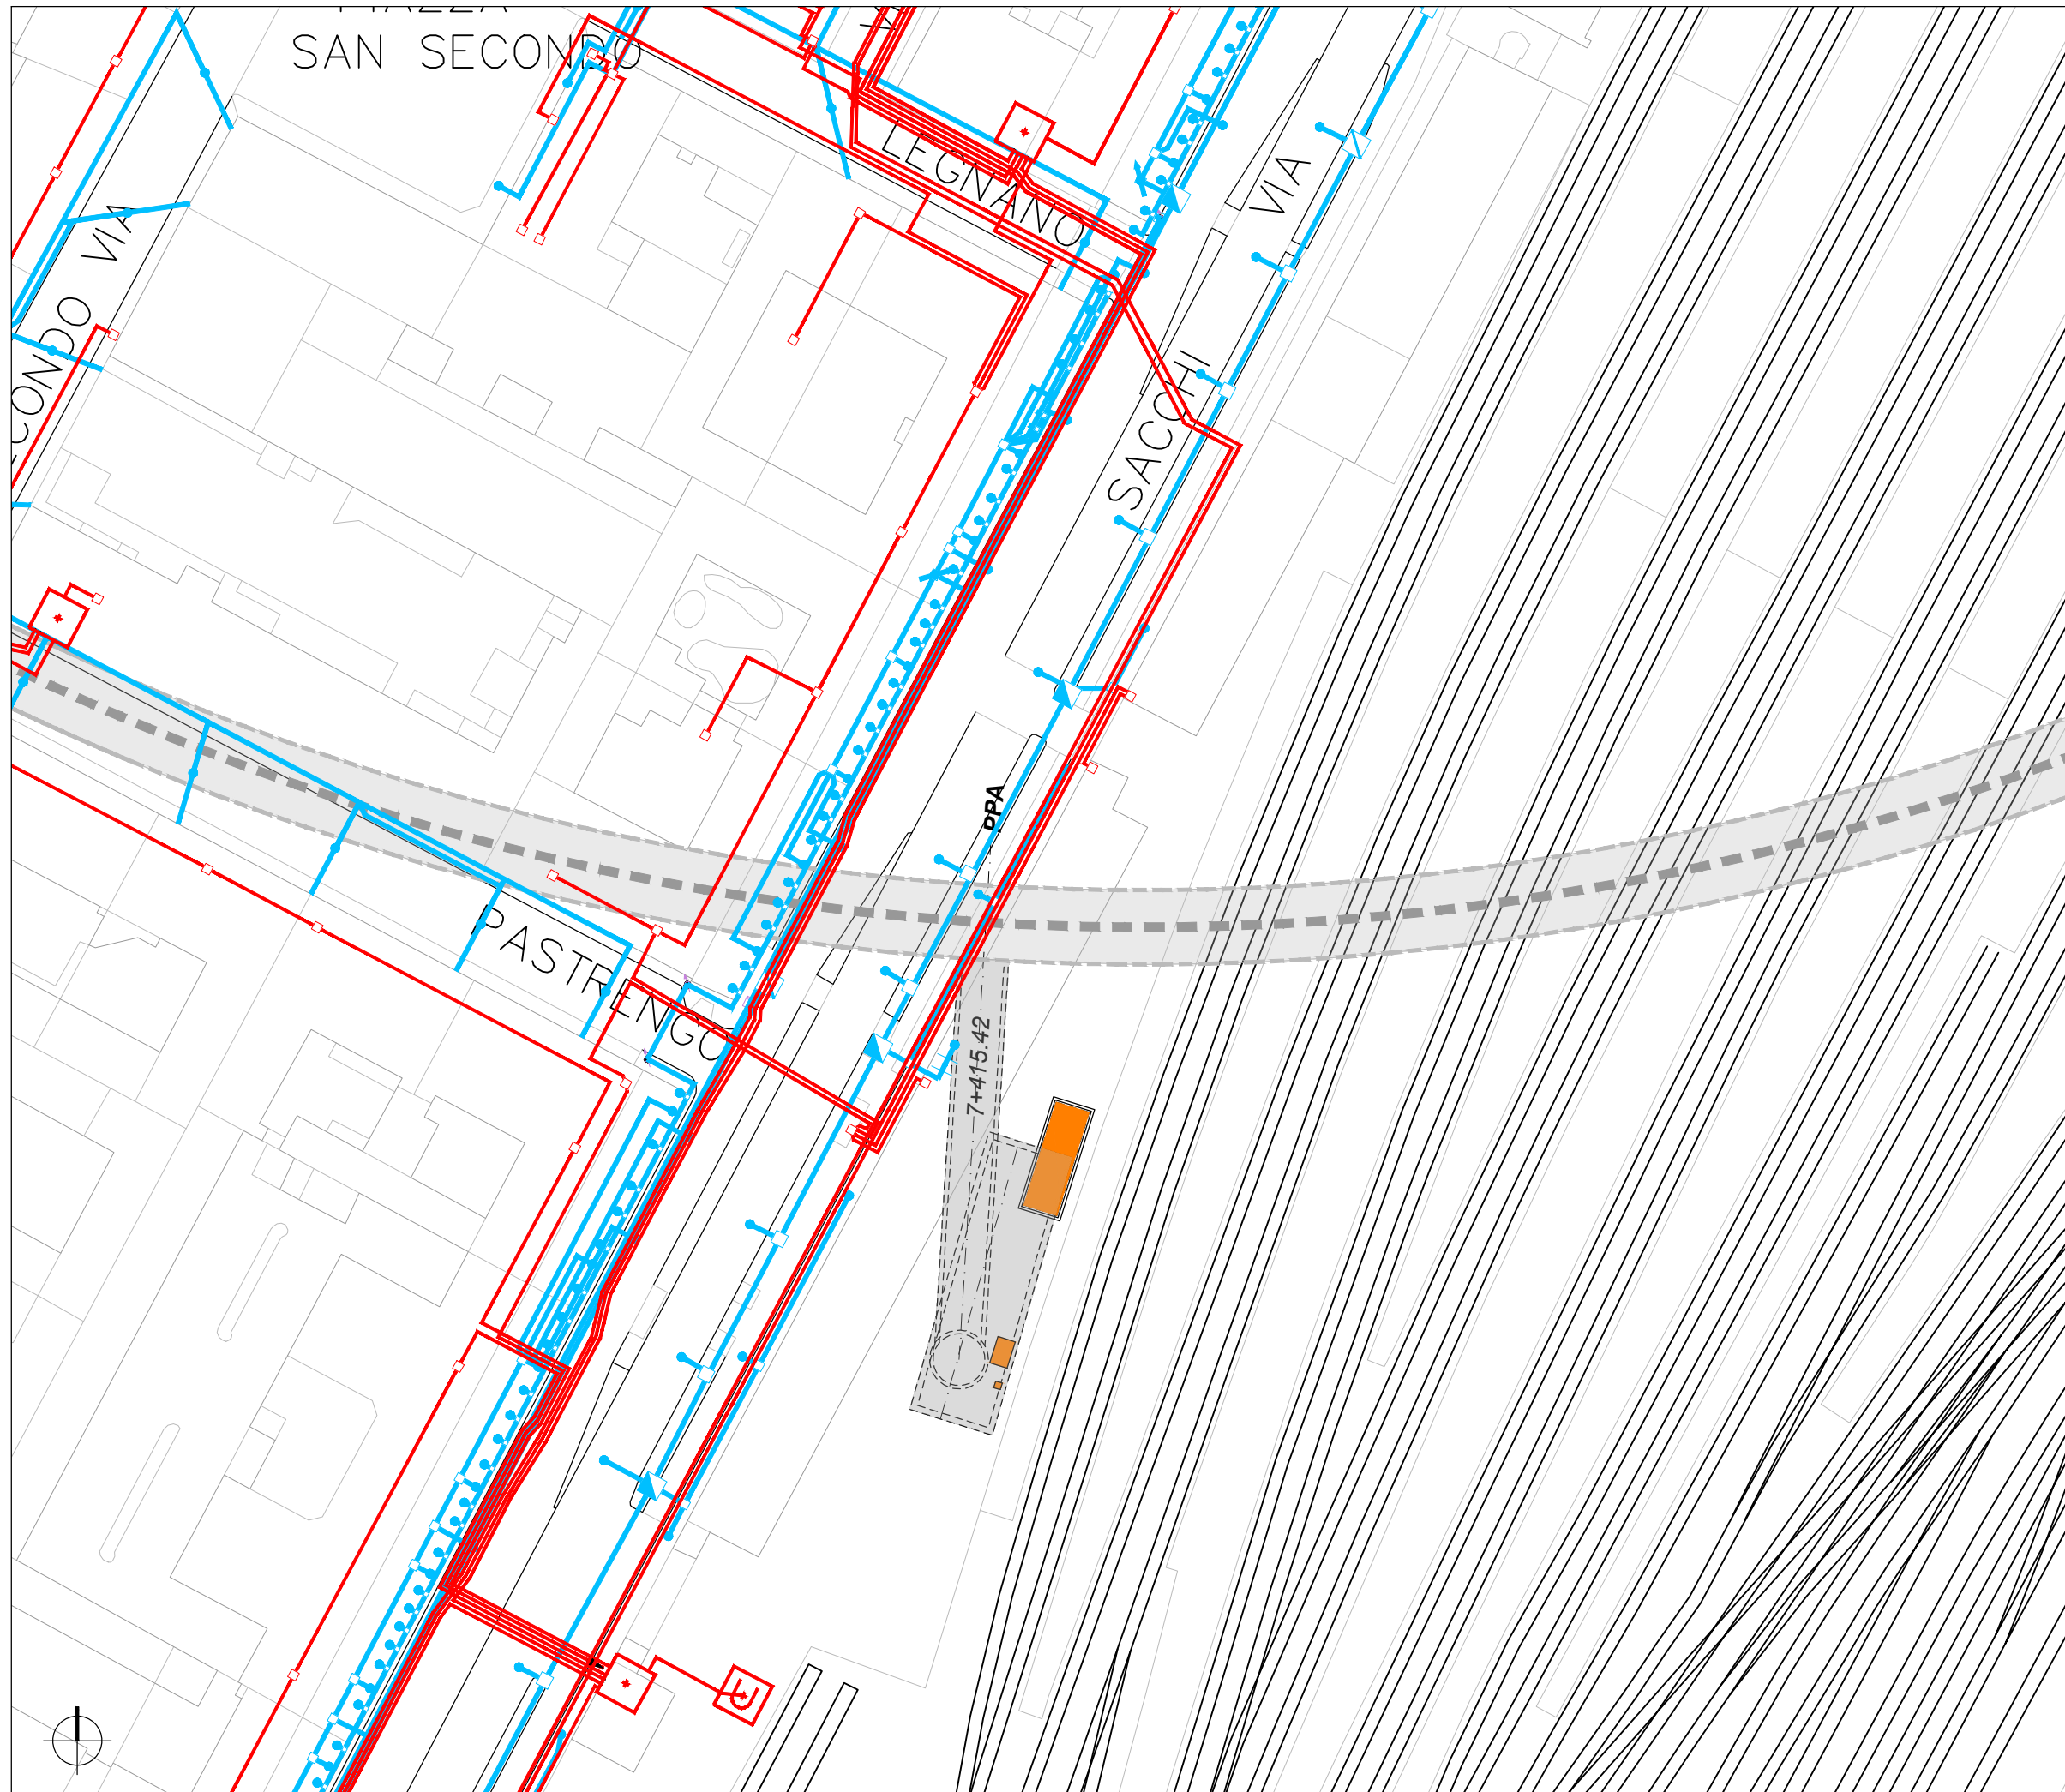 SAN SECONDO
LEGNANO
VIA
VIA
SACCHI
PPA
PASTRENGO
7+415.42